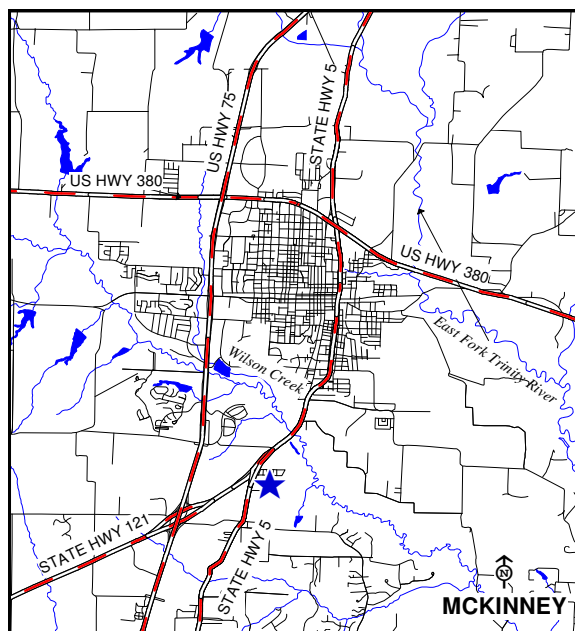 STATE HWY 5
US HWY 75
US HWY 380
US HWY 380
East Fork Trinity River
Wilson Creek
STATE HWY 121
STATE HWY 5
N
MCKINNEY